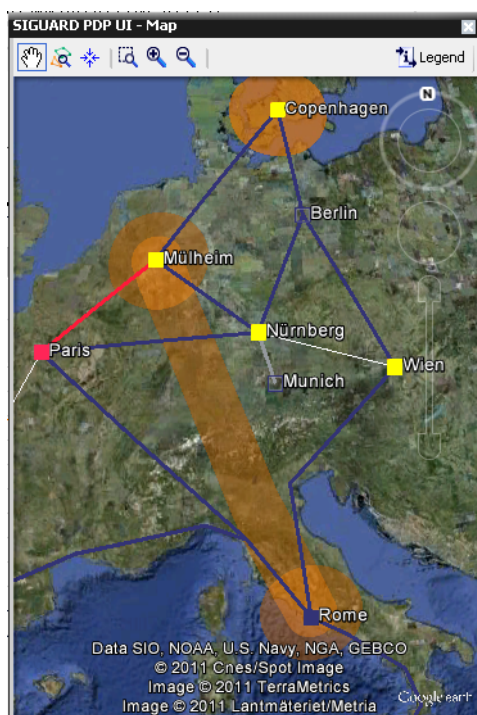 SIGUARD PDP UI - Map
Legend
N
Copenhagen
Berlin
Mülheim
Nürnberg
Paris
Wien
Munich
Rome
Data SIO, NOAA, U.S. Navy, NGA, GEBCO
© 2011 Cnes/Spot Image
Image © 2011 TerraMetrics
Image © 2011 Lantmäteriet/Metria
Google earth